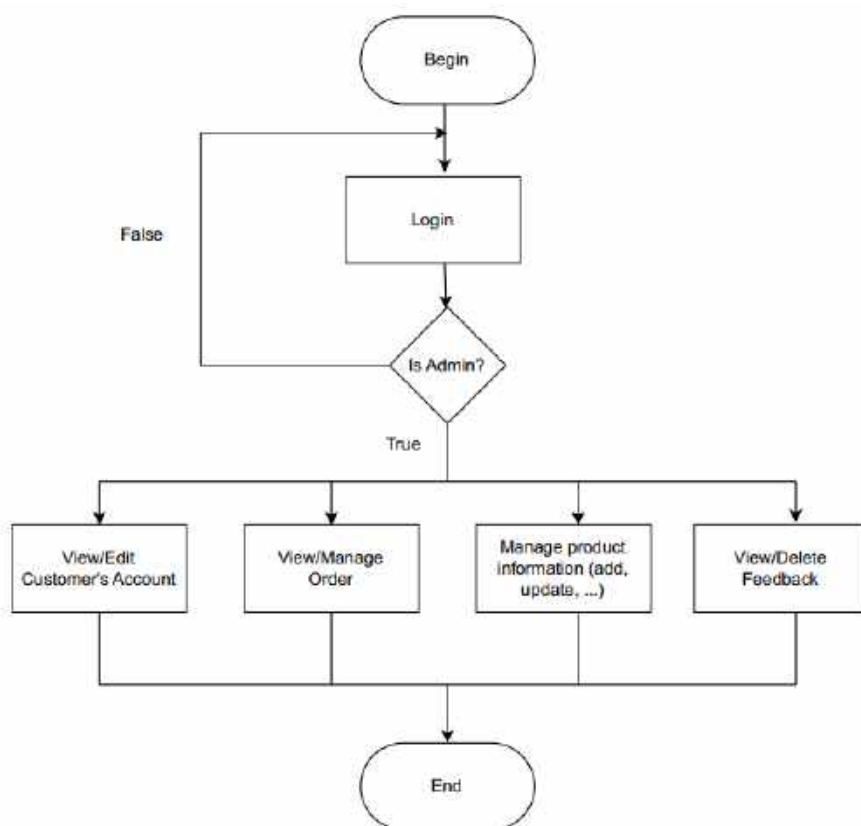 Begin
Login
False
Is Admin?
True
View/Edit
Customer's Account
View/Manage
Order
Manage product
information (add,
update, ...)
View/Delete
Feedback
End